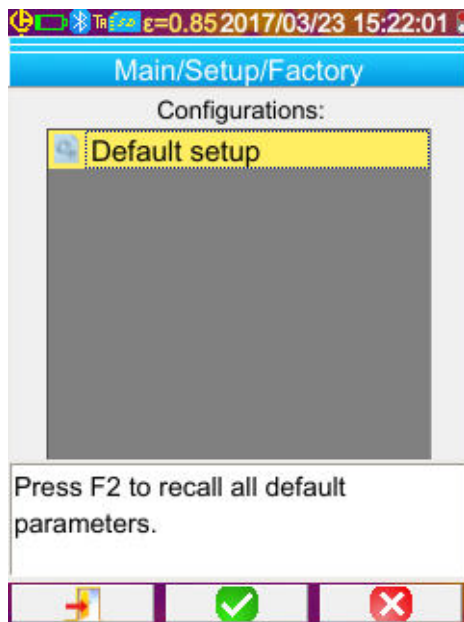 ε=0.85 2017/03/23 15:22:01
Main/Setup/Factory
Configurations:
Default setup
Press F2 to recall all default
parameters.